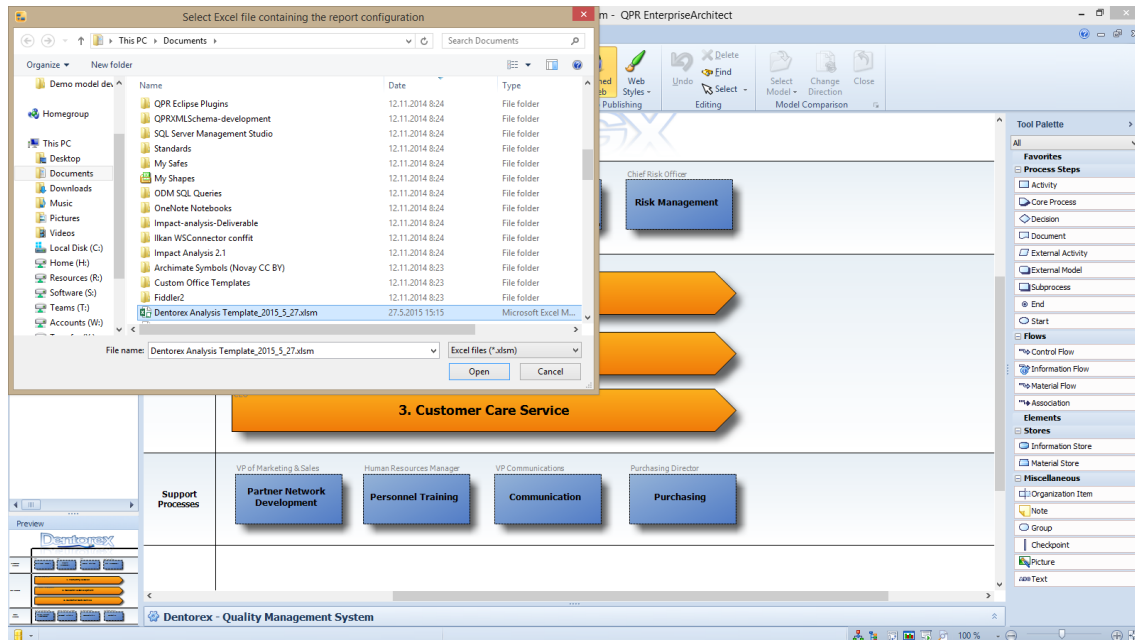 Select Excel file containing the report configuration
m - QPR EnterpriseArchitect
This PC
Documents
Search Documents
Organize
New folder
Demo model dev
Homegroup
This PC
Desktop
Documents
Downloads
Music
Pictures
Videos
Local Disk (C:)
Home (H:)
Resources (R:)
Software (S:)
Teams (T:)
Accounts (W:)
Name Date Type
QPR Eclipse Plugins 12.11.2014 8:24 File folder
QPRXMLSchema-development 12.11.2014 8:24 File folder
SQL Server Management Studio 12.11.2014 8:24 File folder
Standards 12.11.2014 8:24 File folder
My Safes 12.11.2014 8:24 File folder
My Shapes 12.11.2014 8:24 File folder
ODM SQL Queries 12.11.2014 8:24 File folder
OneNote Notebooks 12.11.2014 8:24 File folder
Impact-analysis-Deliverable 12.11.2014 8:24 File folder
Ilkan WSConnector conffit 12.11.2014 8:24 File folder
Impact Analysis 2.1 12.11.2014 8:24 File folder
Archimate Symbols (Novay CC BY) 12.11.2014 8:23 File folder
Custom Office Templates 12.11.2014 8:23 File folder
Fiddler2 12.11.2014 8:23 File folder
Dentorex Analysis Template_2015_5_27.xlsm 27.5.2015 15:15 Microsoft Excel M...
File name: Dentorex Analysis Template_2015_5_27.xlsm
Excel files (*.xlsm)
Open
Cancel
Web
Styles
Publishing
Undo
Delete
Find
Select
Editing
Select
Model
Change
Direction
Close
Model Comparison
Chief Risk Officer
Risk Management
3. Customer Care Service
Support
Processes
VP of Marketing & Sales
Partner Network
Development
Human Resources Manager
Personnel Training
VP Communications
Communication
Purchasing Director
Purchasing
Preview
Dentorex
Dentorex - Quality Management System
Tool Palette
All
Favorites
Process Steps
Activity
Core Process
Decision
Document
External Activity
External Model
Subprocess
End
Start
Flows
Control Flow
Information Flow
Material Flow
Association
Elements
Stores
Information Store
Material Store
Miscellaneous
Organization Item
Note
Group
Checkpoint
Picture
Text
100 %